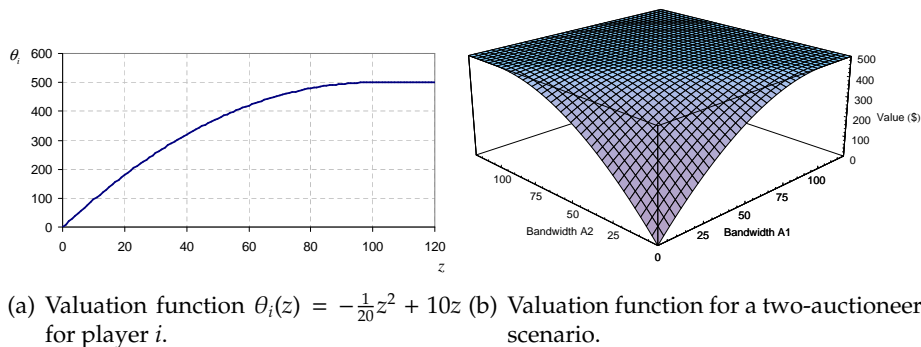 θi
600
500
400
300
200
100
0
0 20 40 60 80 100 120
z
500
400
300
200
100
0
Value ($)
100
75
50
25
Bandwidth A2
0
25
50
75
100
Bandwidth A1
(a) Valuation function θi(z) = −1/20 z² + 10z
for player i.
(b) Valuation function for a two-auctioneer
scenario.